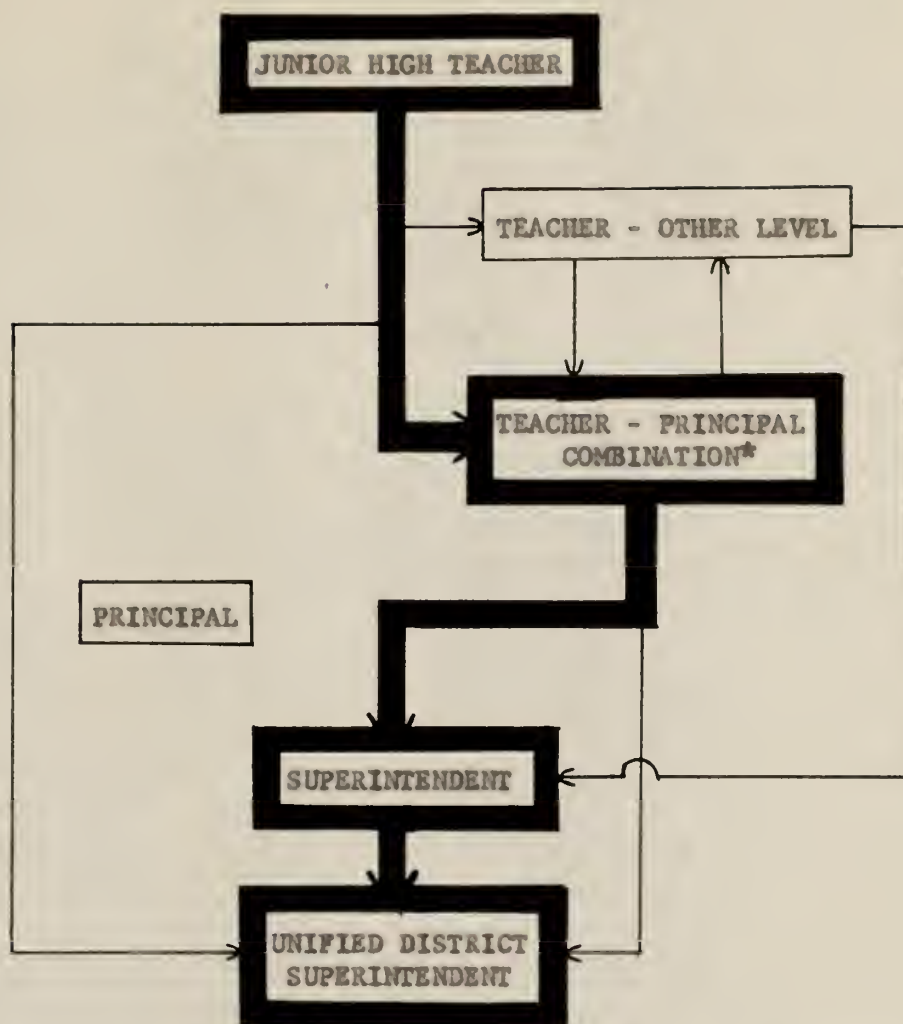 JUNIOR HIGH TEACHER
TEACHER - OTHER LEVEL
TEACHER - PRINCIPAL
COMBINATION*
PRINCIPAL
SUPERINTENDENT
UNIFIED DISTRICT
SUPERINTENDENT